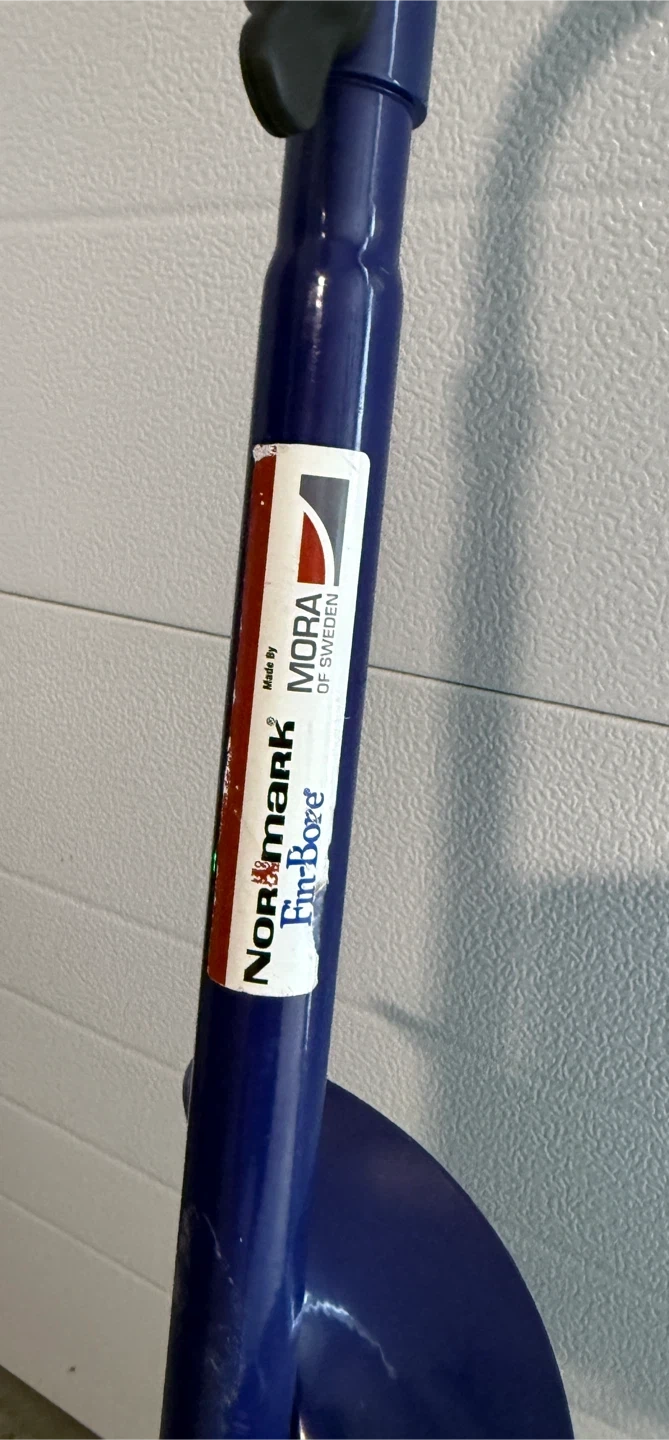 NORMARK®
Fin-Bore®
Made By
MORA
OF SWEDEN